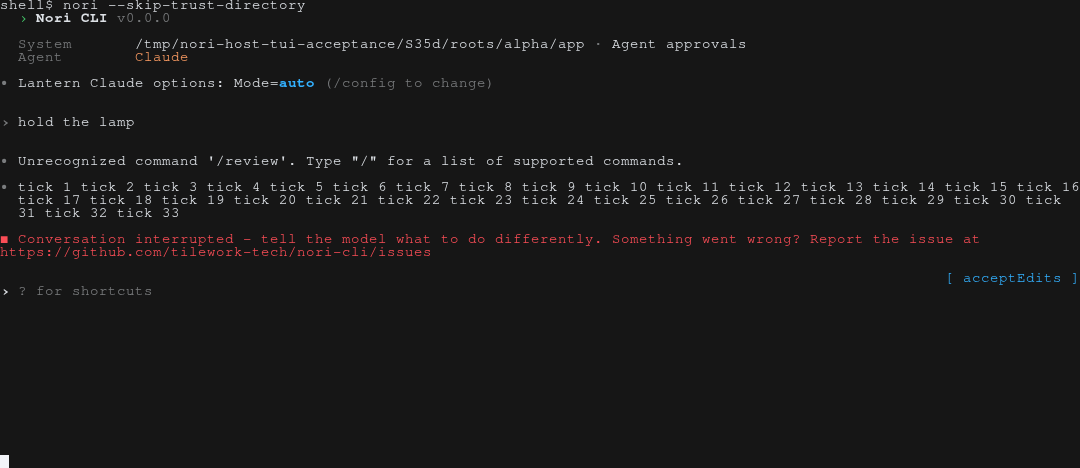 shell$ nori --skip-trust-directory
› Nori CLI v0.0.0
System /tmp/nori-host-tui-acceptance/S35d/roots/alpha/app · Agent approvals
Agent Claude
• Lantern Claude options: Mode=auto (/config to change)
› hold the lamp
• Unrecognized command '/review'. Type "/" for a list of supported commands.
• tick 1 tick 2 tick 3 tick 4 tick 5 tick 6 tick 7 tick 8 tick 9 tick 10 tick 11 tick 12 tick 13 tick 14 tick 15 tick 16
tick 17 tick 18 tick 19 tick 20 tick 21 tick 22 tick 23 tick 24 tick 25 tick 26 tick 27 tick 28 tick 29 tick 30 tick
31 tick 32 tick 33
■ Conversation interrupted - tell the model what to do differently. Something went wrong? Report the issue at
https://github.com/tilework-tech/nori-cli/issues
[ acceptEdits ]
› ? for shortcuts